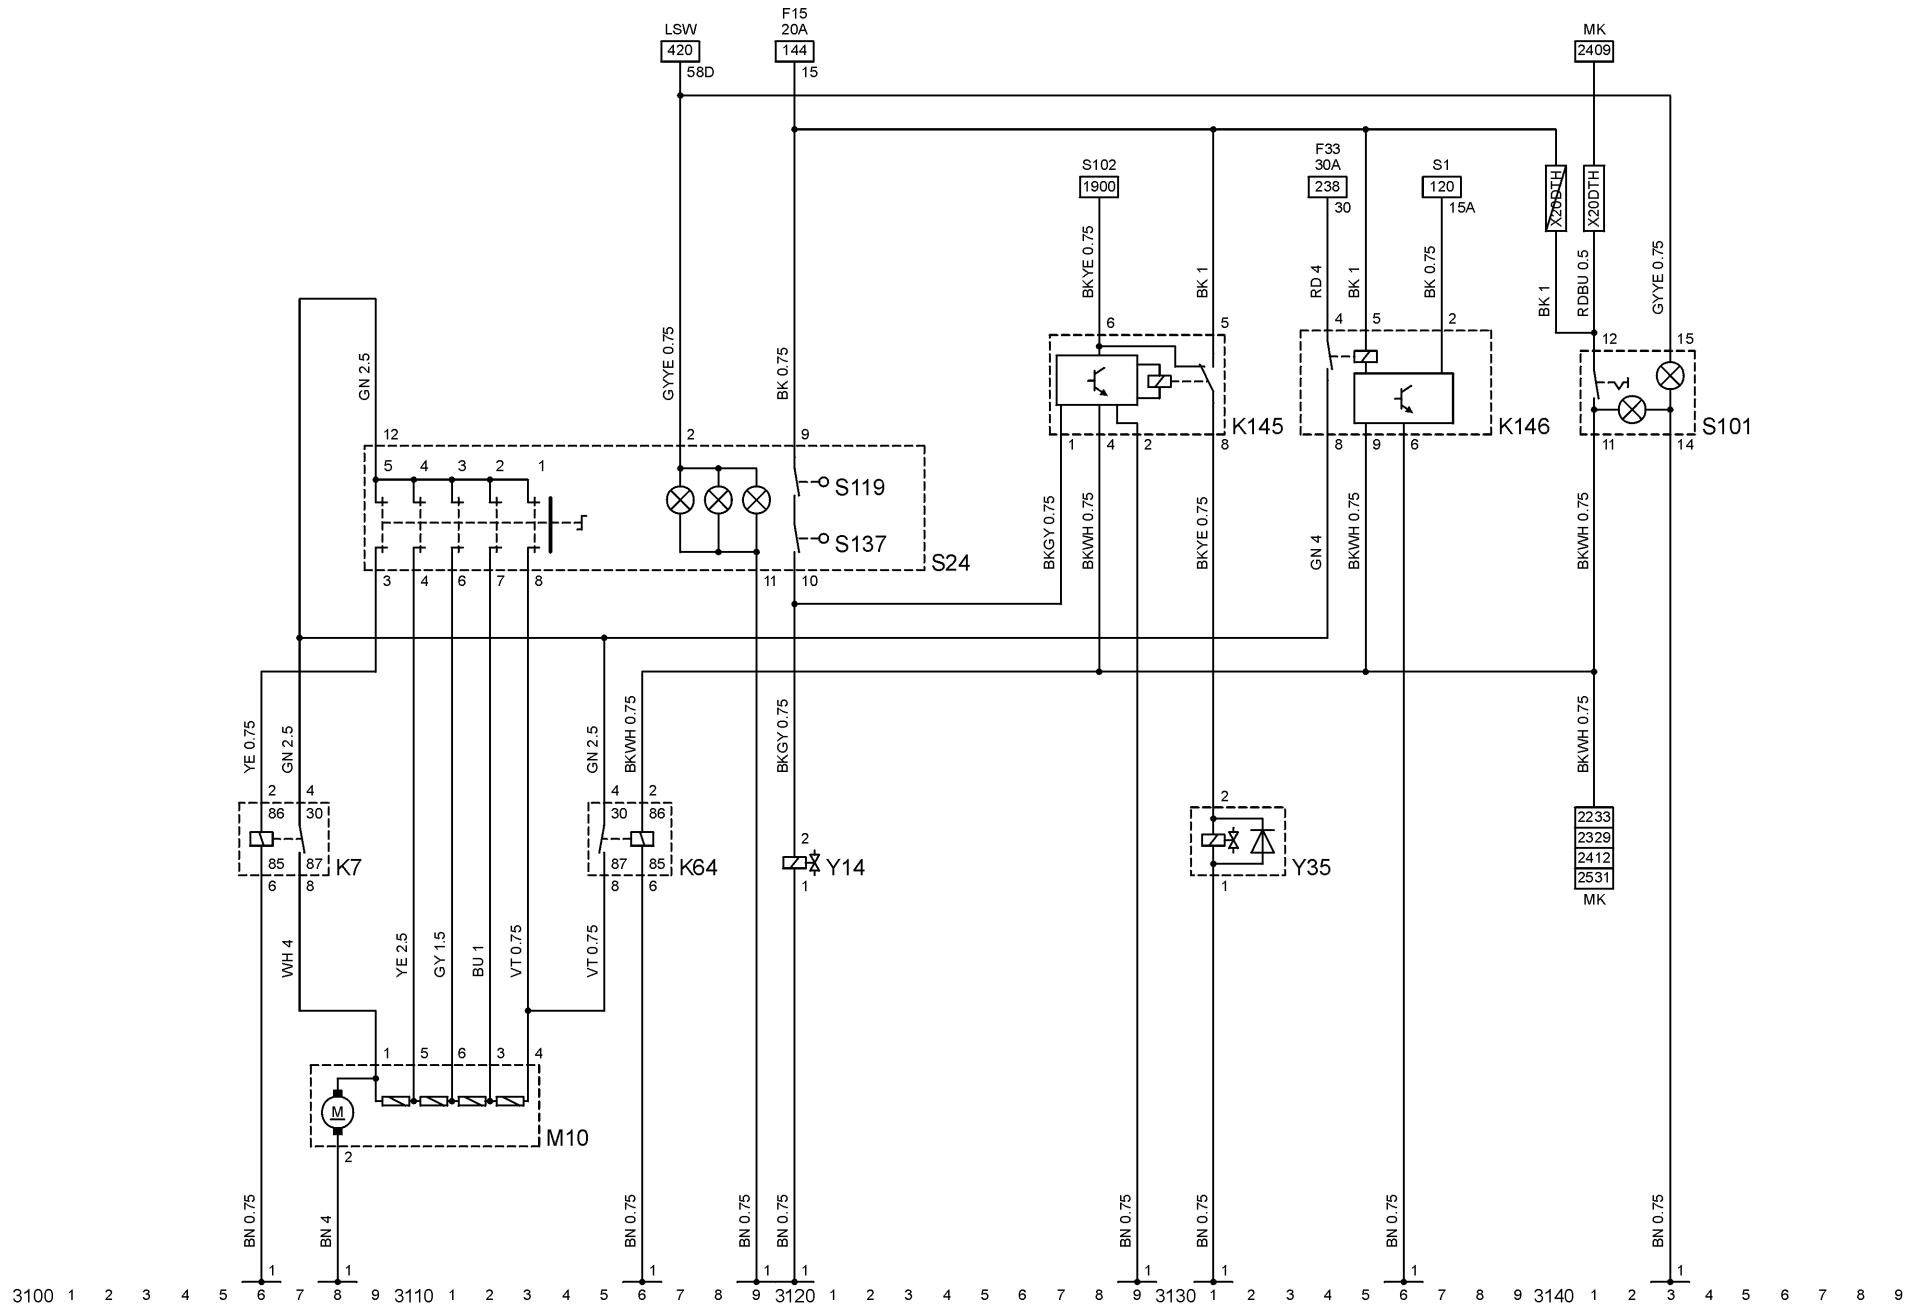 LSW
420
58D
F15
20A
144
15
MK
2409
S102
1900
F33
30A
238
30
S1
120
15A
X20DTH
X20DTH
GN 2.5
GYYE 0.75
BK 0.75
BKYE 0.75
BK 1
RD 4
BK 1
BK 0.75
BK 1
RDBU 0.5
GYYE 0.75
6
5
4
5
2
12
15
K145
K146
S101
1
4
2
8
8
9
6
11
14
12
2
9
5
4
3
2
1
S119
S137
S24
3
4
6
7
8
11
10
BKGY 0.75
BKWH 0.75
BKYE 0.75
GN 4
BKWH 0.75
BKWH 0.75
YE 0.75
GN 2.5
GN 2.5
BKWH 0.75
BKGY 0.75
BKWH 0.75
2
4
86
30
85
87
6
8
K7
4
2
30
86
87
85
8
6
K64
2
Y14
1
2
Y35
1
2233
2329
2412
2531
MK
WH 4
YE 2.5
GY 1.5
BU 1
VT 0.75
VT 0.75
1
5
6
3
4
M
M10
2
BN 0.75
BN 4
BN 0.75
BN 0.75
BN 0.75
BN 0.75
BN 0.75
BN 0.75
BN 0.75
1
1
1
1
1
1
1
1
1
3100 1 2 3 4 5 6 7 8 9 3110 1 2 3 4 5 6 7 8 9 3120 1 2 3 4 5 6 7 8 9 3130 1 2 3 4 5 6 7 8 9 3140 1 2 3 4 5 6 7 8 9